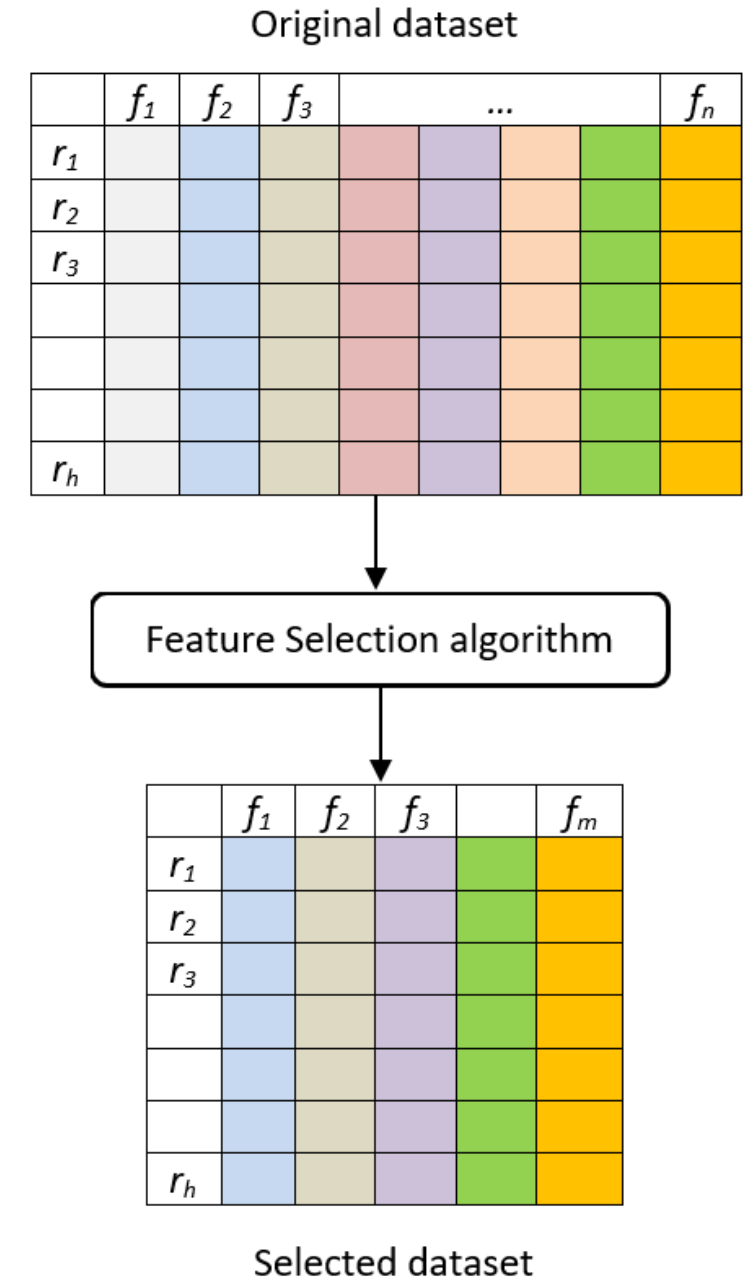 Original dataset
f1 f2 f3 ... fn
r1
r2
r3
rh
Feature Selection algorithm
f1 f2 f3 fm
r1
r2
r3
rh
Selected dataset